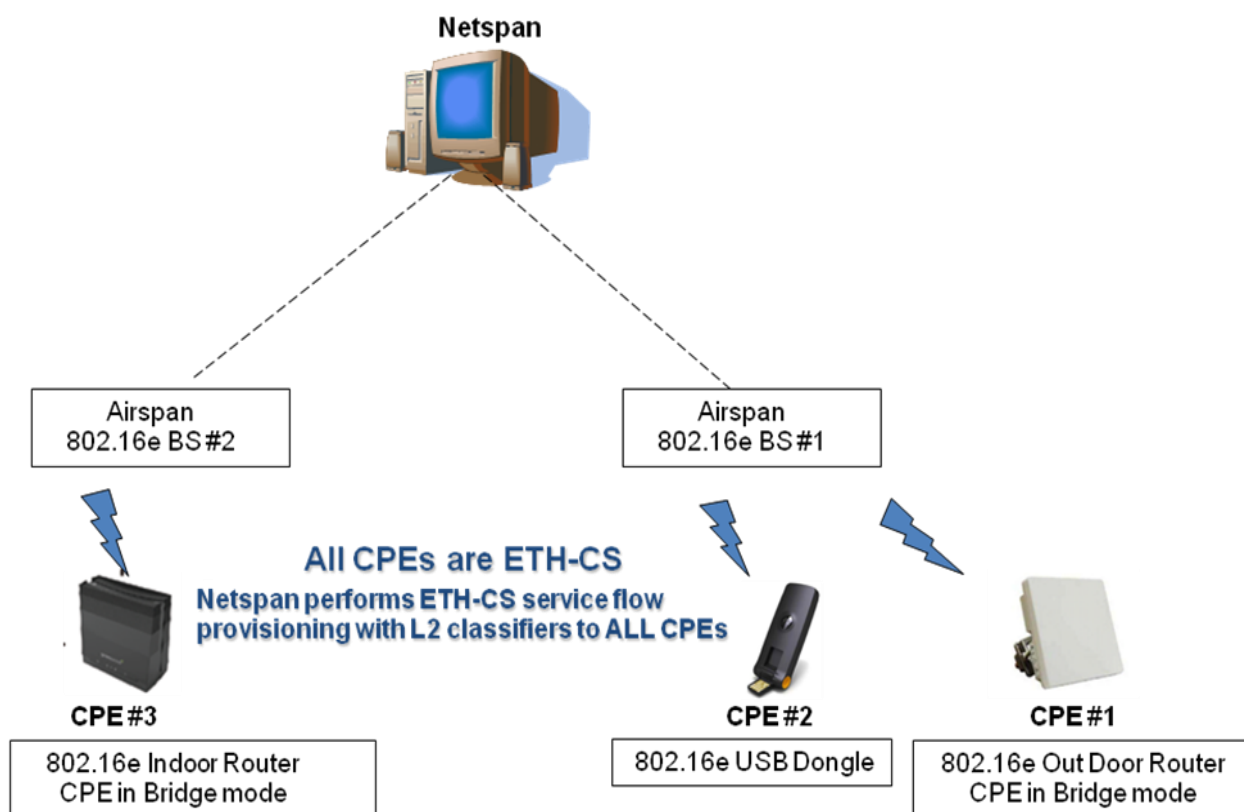 Netspan
Airspan
802.16e BS #2
Airspan
802.16e BS #1
All CPEs are ETH-CS
Netspan performs ETH-CS service flow
provisioning with L2 classifiers to ALL CPEs
CPE #3
CPE #2
CPE #1
802.16e Indoor Router
CPE in Bridge mode
802.16e USB Dongle
802.16e Out Door Router
CPE in Bridge mode